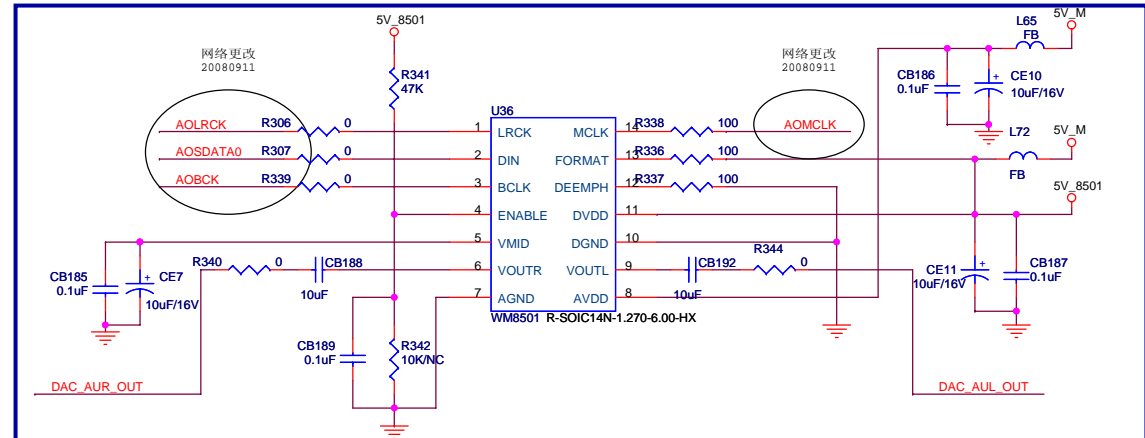 5V_8501
5V_M
L65
FB
网络更改
20080911
网络更改
20080911
R341
47K
CB186
0.1uF
CE10
10uF/16V
+
U36
AOLRCK
R306
0
1
LRCK
MCLK
14
R338
100
AOMCLK
5V_M
L72
AOSDATA0
R307
0
2
DIN
FORMAT
13
R336
100
FB
AOBCK
R339
0
3
BCLK
DEEMPH
12
R337
100
5V_8501
4
ENABLE
DVDD
11
5
VMID
DGND
10
R340
0
CB188
10uF
6
VOUTR
VOUTL
9
CB192
10uF
R344
0
CB185
0.1uF
+
CE7
10uF/16V
7
AGND
AVDD
8
CE11
10uF/16V
+
CB187
0.1uF
WM8501
R-SOIC14N-1.270-6.00-HX
CB189
0.1uF
R342
10K/NC
DAC_AUR_OUT
DAC_AUL_OUT